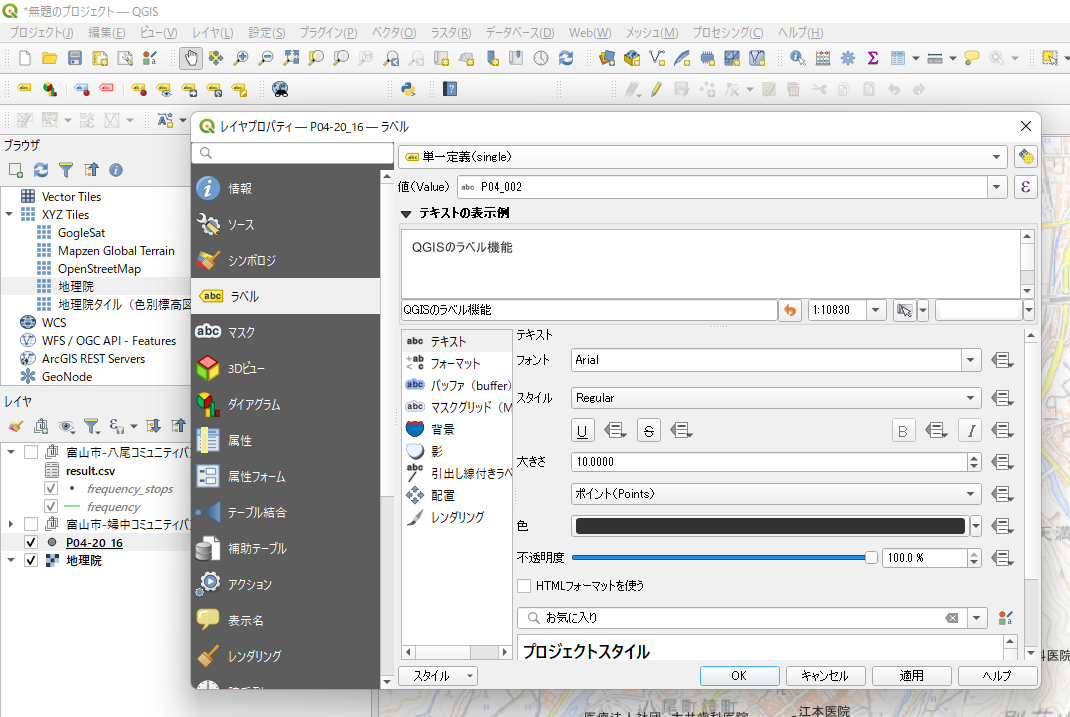 *無題のプロジェクト — QGIS
プロジェクト(J) 編集(E) ビュー(V) レイヤ(L) 設定(S) プラグイン(P) ベクタ(O) ラスタ(R) データベース(D) Web(W) メッシュ(M) プロセシング(C) ヘルプ(H)
ブラウザ
Vector Tiles
XYZ Tiles
GogleSat
Mapzen Global Terrain
OpenStreetMap
地理院
地理院タイル（色別標高図
WCS
WFS / OGC API - Features
ArcGIS REST Servers
GeoNode
レイヤ
富山市-八尾コミュニティバ
result.csv
frequency_stops
frequency
富山市-婦中コミュニティバ
P04-20_16
地理院
レイヤプロパティ — P04-20_16 — ラベル
情報
ソース
シンボロジ
abc ラベル
abc マスク
3Dビュー
ダイアグラム
属性
属性フォーム
テーブル結合
補助テーブル
アクション
表示名
レンダリング
abc 単一定義(single)
値(Value) abc P04_002 ε
テキストの表示例
QGISのラベル機能
QGISのラベル機能 1:10830
abc テキスト
+ab < c フォーマット
abc バッファ（buffer）
abc マスクグリッド（M
背景
影
abc 引出し線付きラベ
配置
レンダリング
テキスト
フォント Arial
スタイル Regular
U S B I
大きさ 10.0000
ポイント(Points)
色
不透明度 100.0 %
HTMLフォーマットを使う
お気に入り
プロジェクトスタイル
スタイル OK キャンセル 適用 ヘルプ
天満
科医院
八尾町鏡町
江本医院